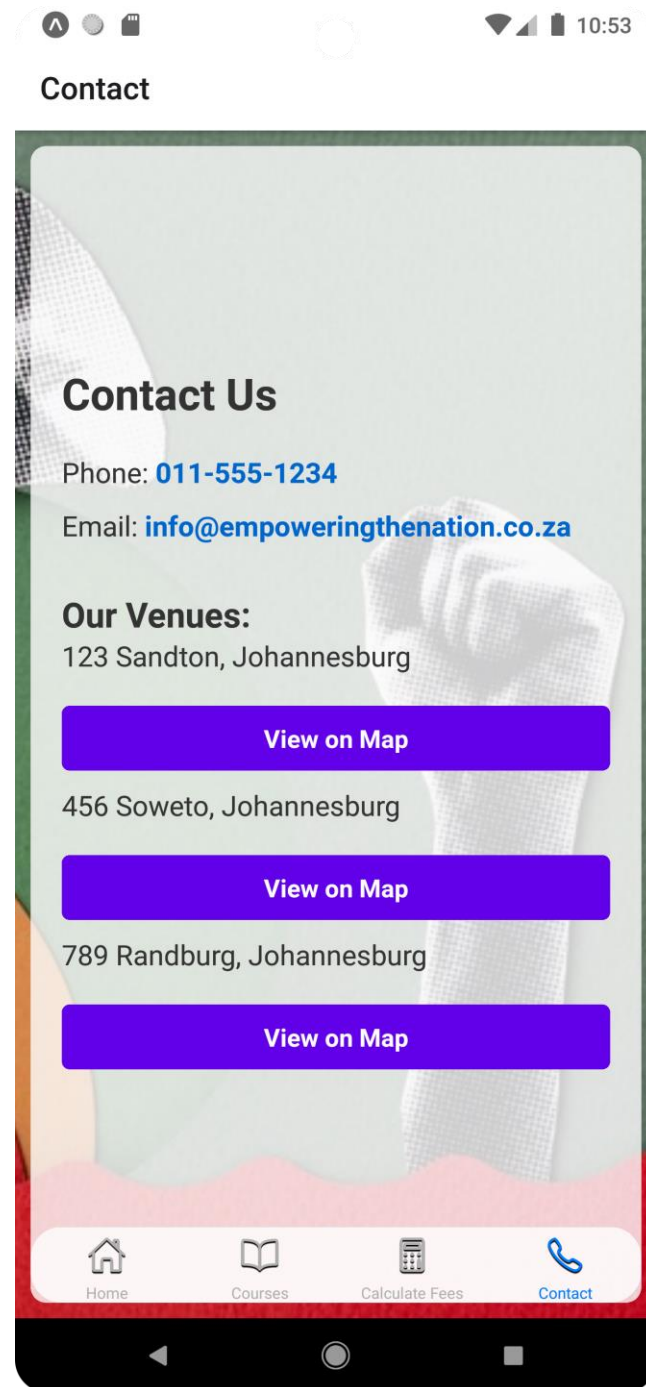 10:53
Contact
Contact Us
Phone: 011-555-1234
Email: info@empoweringthenation.co.za
Our Venues:
123 Sandton, Johannesburg
View on Map
456 Soweto, Johannesburg
View on Map
789 Randburg, Johannesburg
View on Map
Home Courses Calculate Fees Contact